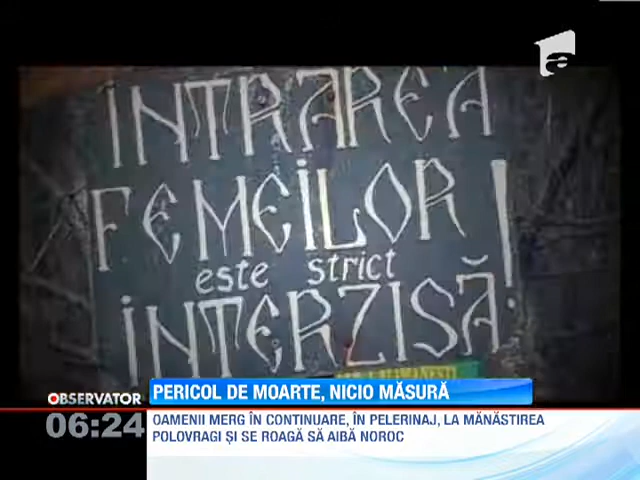 INTRAREA
FEMEILOR
este strict
INTERZISĂ!
PERICOL DE MOARTE, NICIO MĂSURĂ
OBSERVATOR
06:24
OAMENII MERG ÎN CONTINUARE, ÎN PELERINAJ, LA MĂNĂSTIREA
POLOVRAGI ȘI SE ROAGĂ SĂ AIBĂ NOROC